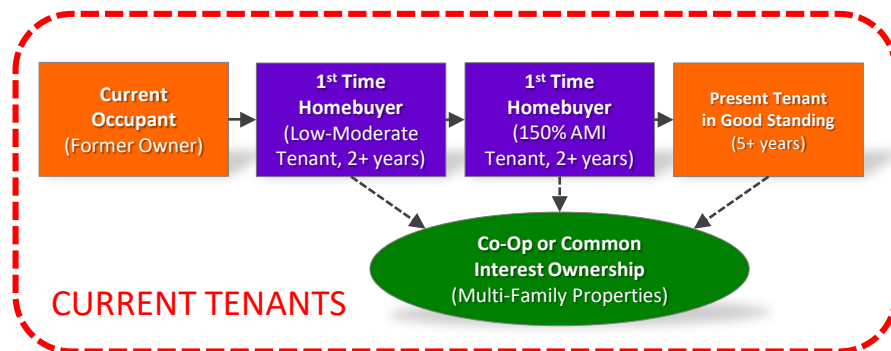 Current
Occupant
(Former Owner)
1st Time
Homebuyer
(Low-Moderate
Tenant, 2+ years)
1st Time
Homebuyer
(150% AMI
Tenant, 2+ years)
Present Tenant
in Good Standing
(5+ years)
Co-Op or Common
Interest Ownership
(Multi-Family Properties)
CURRENT TENANTS